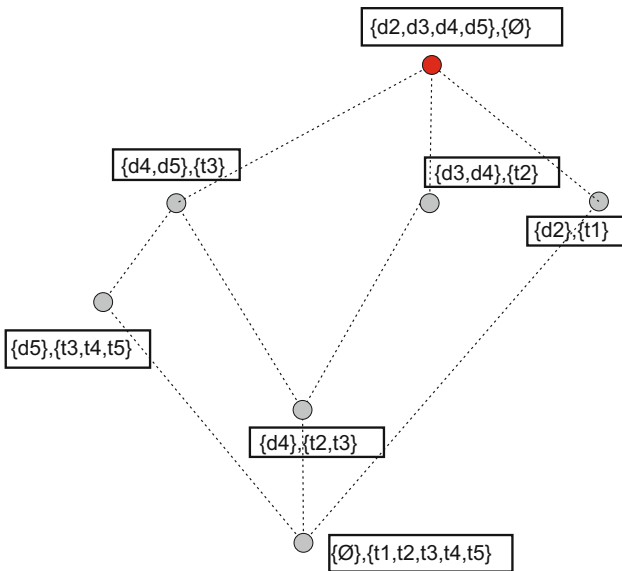 {d2,d3,d4,d5},{Ø}
{d4,d5},{t3}
{d3,d4},{t2}
{d2},{t1}
{d5},{t3,t4,t5}
{d4},{t2,t3}
{Ø},{t1,t2,t3,t4,t5}